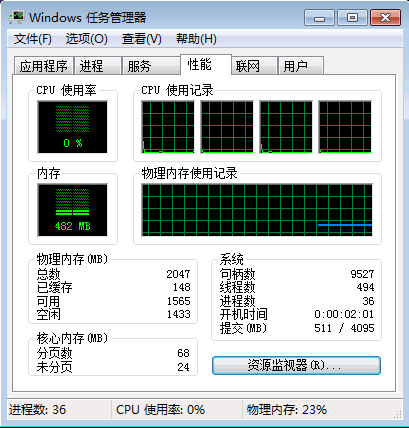 Windows 任务管理器
文件(F) 选项(O) 查看(V) 帮助(H)
应用程序 进程 服务 性能 联网 用户
CPU 使用率 CPU 使用记录
0 %
内存 物理内存使用记录
482 MB
物理内存(MB) 系统
总数 2047 句柄数 9527
已缓存 148 线程数 494
可用 1565 进程数 36
空闲 1433 开机时间 0:00:02:01
提交(MB) 511 / 4095
核心内存(MB)
分页数 68
未分页 24
资源监视器(R)...
进程数: 36 CPU 使用率: 0% 物理内存: 23%